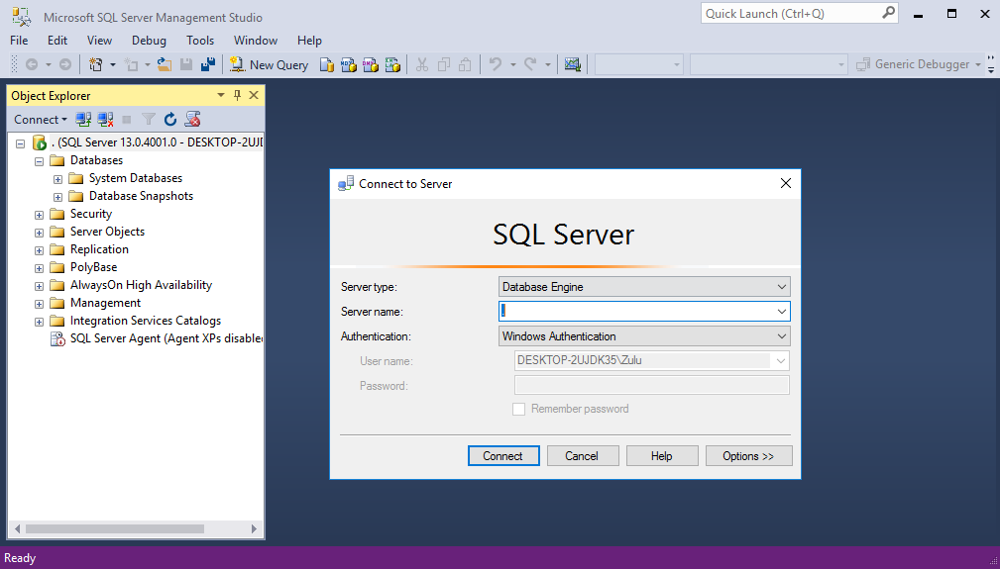 Microsoft SQL Server Management Studio
Quick Launch (Ctrl+Q)
File Edit View Debug Tools Window Help
New Query
MDX
DMX
Generic Debugger
Object Explorer
Connect
. (SQL Server 13.0.4001.0 - DESKTOP-2UJD
Databases
System Databases
Database Snapshots
Security
Server Objects
Replication
PolyBase
AlwaysOn High Availability
Management
Integration Services Catalogs
SQL Server Agent (Agent XPs disable
Connect to Server
SQL Server
Server type: Database Engine
Server name: .
Authentication: Windows Authentication
User name: DESKTOP-2UJDK35\Zulu
Password:
Remember password
Connect Cancel Help Options >>
Ready